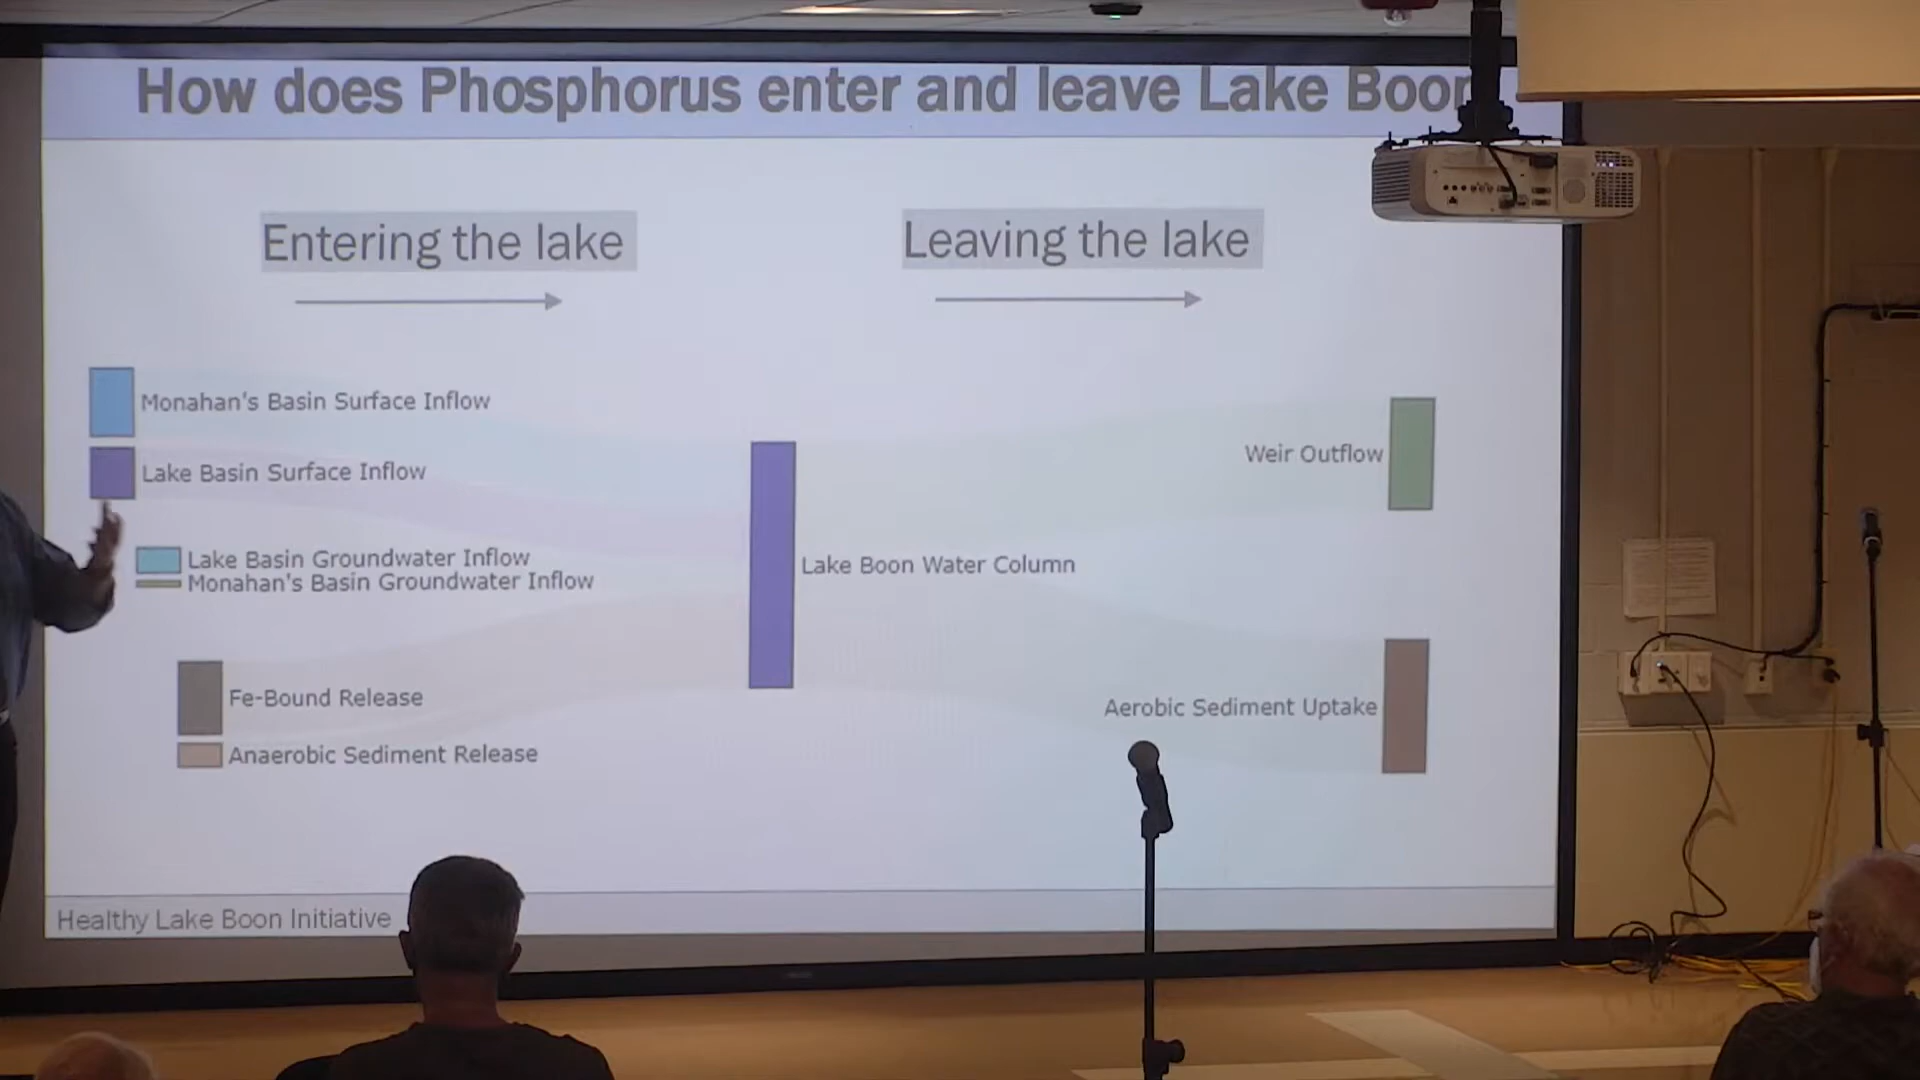 How does Phosphorus enter and leave Lake Boon
Entering the lake
Leaving the lake
Monahan's Basin Surface Inflow
Lake Basin Surface Inflow
Lake Basin Groundwater Inflow
Monahan's Basin Groundwater Inflow
Fe-Bound Release
Anaerobic Sediment Release
Lake Boon Water Column
Weir Outflow
Aerobic Sediment Uptake
Healthy Lake Boon Initiative